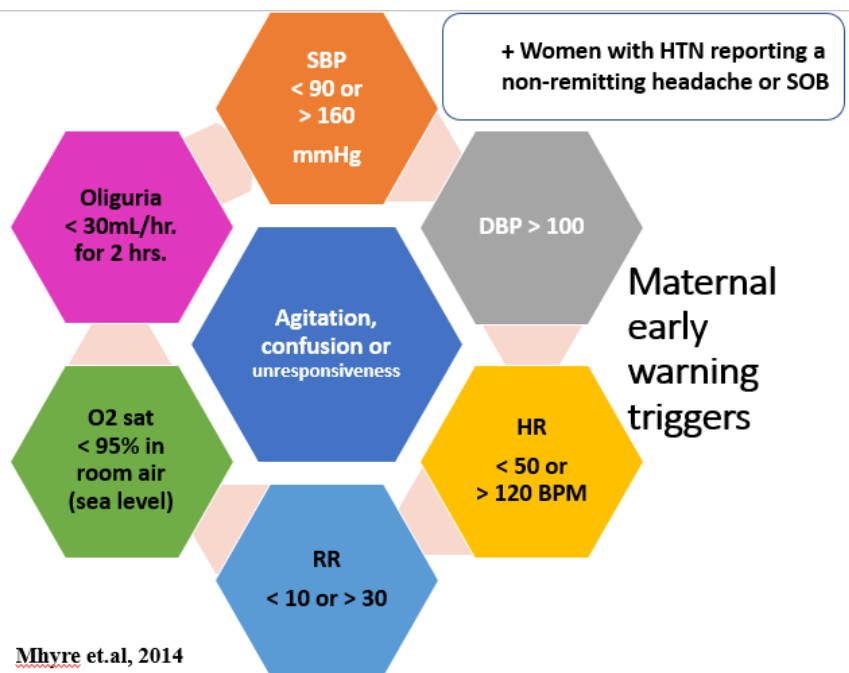 SBP
< 90 or
> 160
mmHg
+ Women with HTN reporting a
non-remitting headache or SOB
Oliguria
< 30mL/hr.
for 2 hrs.
DBP > 100
Agitation,
confusion or
unresponsiveness
Maternal
early
warning
triggers
O2 sat
< 95% in
room air
(sea level)
HR
< 50 or
> 120 BPM
RR
< 10 or > 30
Mhyre et.al, 2014